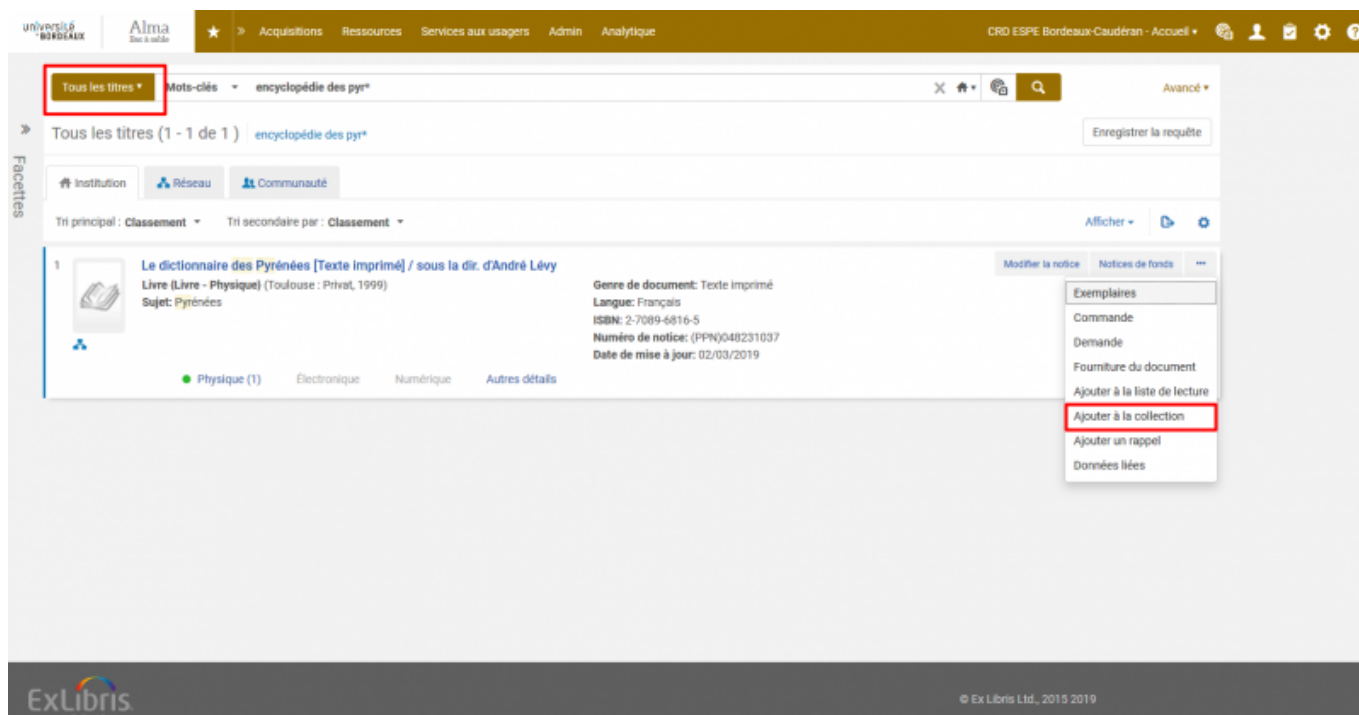 université de BORDEAUX
Alma
Bac à sable
» Acquisitions Ressources Services aux usagers Admin Analytique
CRD ESPE Bordeaux-Caudéran - Accueil
Tous les titres Mots-clés encyclopédie des pyr* Avancé
» Tous les titres (1 - 1 de 1 ) encyclopédie des pyr* Enregistrer la requête
Facettes
Institution Réseau Communauté
Tri principal : Classement Tri secondaire par : Classement Afficher
1 Le dictionnaire des Pyrénées [Texte imprimé] / sous la dir. d'André Lévy
Livre (Livre - Physique) (Toulouse : Privat, 1999)
Sujet: Pyrénées
Genre de document: Texte imprimé
Langue: Français
ISBN: 2-7089-6816-5
Numéro de notice: (PPN)048231037
Date de mise à jour: 02/03/2019
Physique (1) Électronique Numérique Autres détails
Modifier la notice Notices de fonds ...
Exemplaires
Commande
Demande
Fourniture du document
Ajouter à la liste de lecture
Ajouter à la collection
Ajouter un rappel
Données liées
ExLibris
© Ex Libris Ltd., 2015 2019